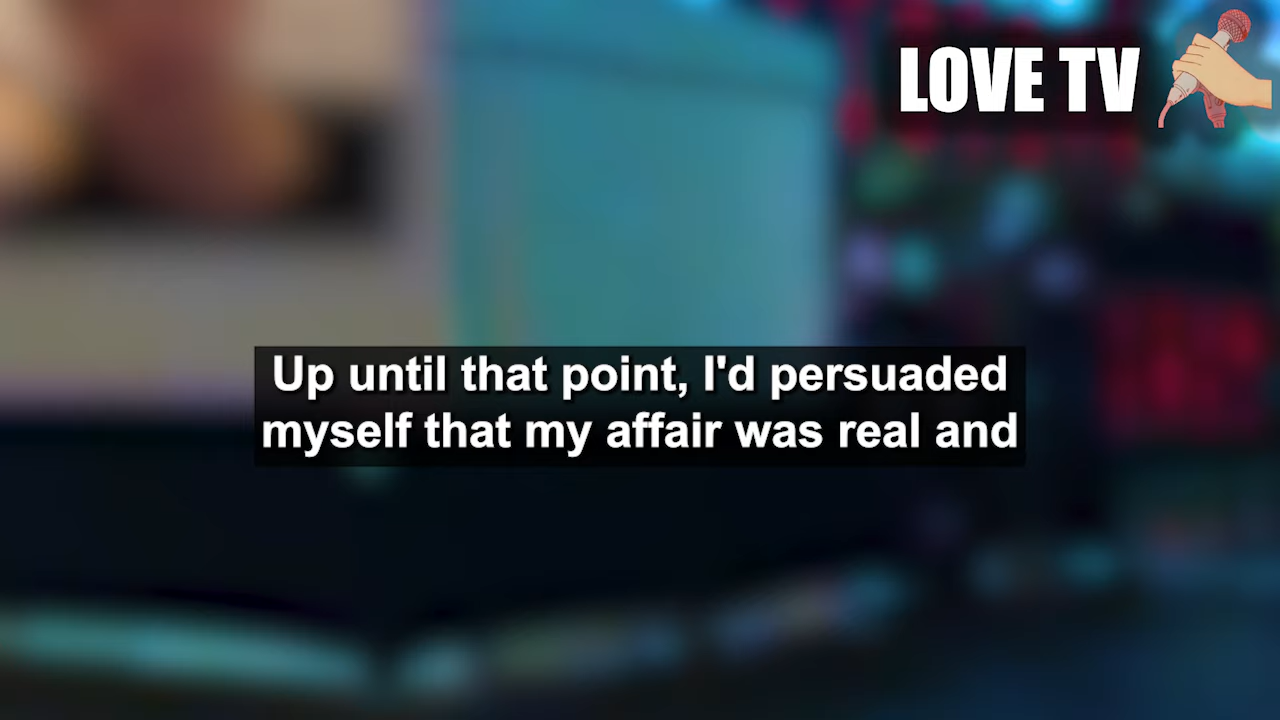 LOVE TV
Up until that point, I'd persuaded
myself that my affair was real and